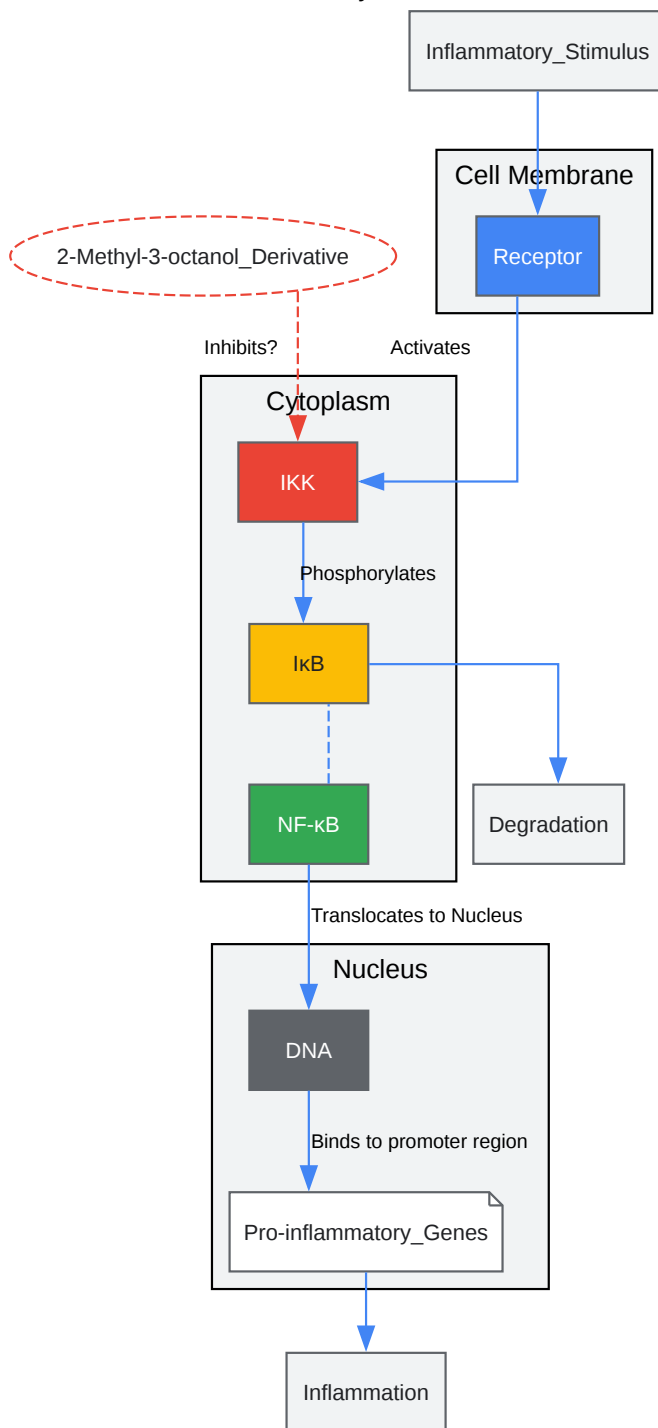 Inflammatory_Stimulus
Cell Membrane
Receptor
2-Methyl-3-octanol_Derivative
Inhibits?
Activates
Cytoplasm
IKK
Phosphorylates
IκB
NF-κB
Degradation
Translocates to Nucleus
Nucleus
DNA
Binds to promoter region
Pro-inflammatory_Genes
Inflammation